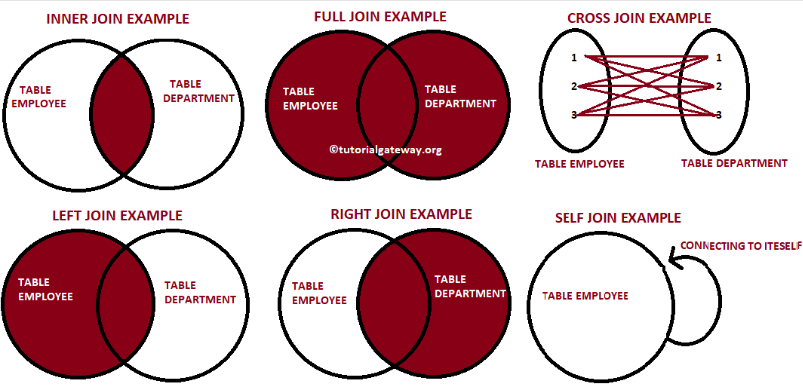 INNER JOIN EXAMPLE
TABLE
EMPLOYEE
TABLE
DEPARTMENT
FULL JOIN EXAMPLE
TABLE
EMPLOYEE
TABLE
DEPARTMENT
©tutorialgateway.org
CROSS JOIN EXAMPLE
1 1
2 2
3 3
TABLE EMPLOYEE
TABLE DEPARTMENT
LEFT JOIN EXAMPLE
TABLE
EMPLOYEE
TABLE
DEPARTMENT
RIGHT JOIN EXAMPLE
TABLE
EMPLOYEE
TABLE
DEPARTMENT
SELF JOIN EXAMPLE
CONNECTING TO ITESELF
TABLE EMPLOYEE